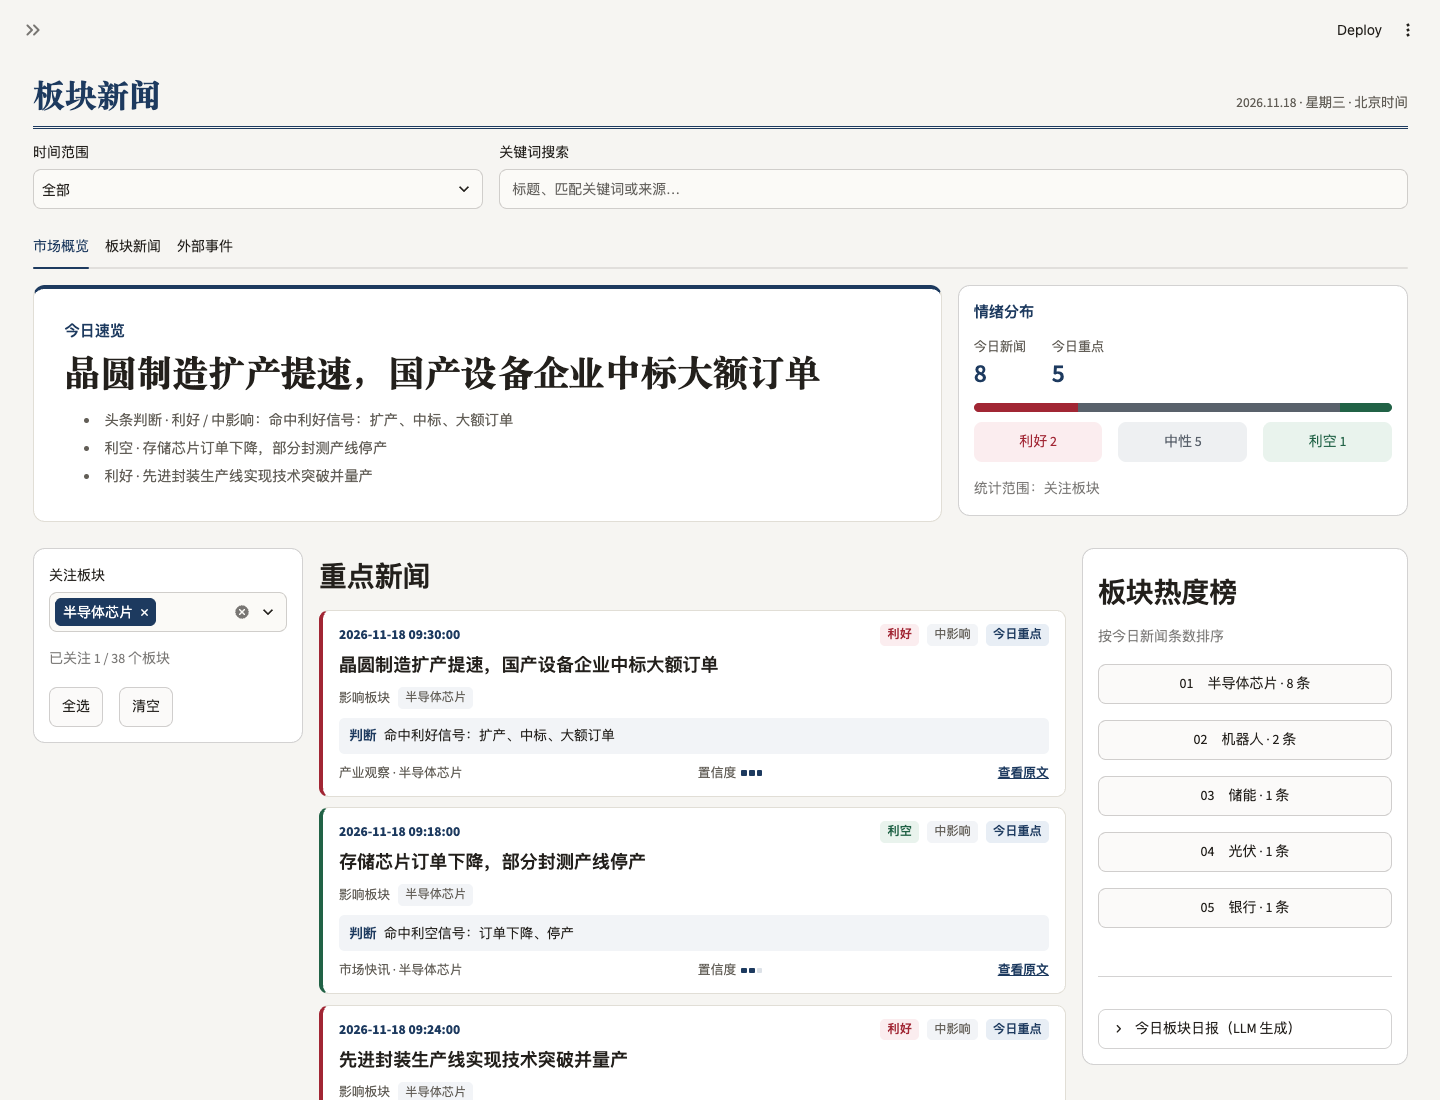 Deploy
板块新闻
2026.11.18 · 星期三 · 北京时间
时间范围
关键词搜索
全部
标题、匹配关键词或来源…
市场概览 板块新闻 外部事件
今日速览
晶圆制造扩产提速，国产设备企业中标大额订单
头条判断 · 利好 / 中影响：命中利好信号：扩产、中标、大额订单
利空 · 存储芯片订单下降，部分封测产线停产
利好 · 先进封装生产线实现技术突破并量产
情绪分布
今日新闻 今日重点
8 5
利好 2 中性 5 利空 1
统计范围：关注板块
关注板块
半导体芯片 ×
已关注 1 / 38 个板块
全选 清空
重点新闻
2026-11-18 09:30:00 利好 中影响 今日重点
晶圆制造扩产提速，国产设备企业中标大额订单
影响板块 半导体芯片
判断 命中利好信号：扩产、中标、大额订单
产业观察 · 半导体芯片 置信度 查看原文
2026-11-18 09:18:00 利空 中影响 今日重点
存储芯片订单下降，部分封测产线停产
影响板块 半导体芯片
判断 命中利空信号：订单下降、停产
市场快讯 · 半导体芯片 置信度 查看原文
2026-11-18 09:24:00 利好 中影响 今日重点
先进封装生产线实现技术突破并量产
影响板块 半导体芯片
板块热度榜
按今日新闻条数排序
01 半导体芯片 · 8 条
02 机器人 · 2 条
03 储能 · 1 条
04 光伏 · 1 条
05 银行 · 1 条
今日板块日报（LLM 生成）